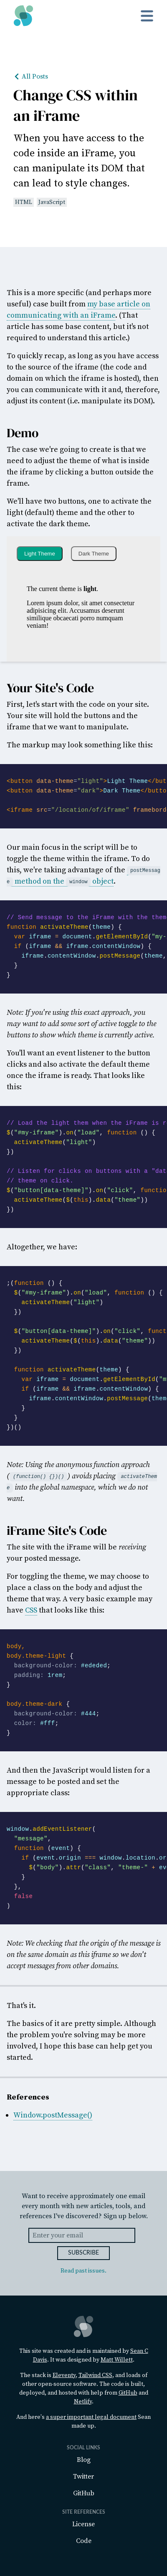 All Posts
Change CSS within
an iFrame
When you have access to the
code inside an iFrame, you
can manipulate its DOM that
can lead to style changes.
HTML JavaScript
This is a more specific (and perhaps more
useful) case built from my base article on
communicating with an iFrame. (That
article has some base content, but it's not
required to understand this article.)
To quickly recap, as long as you have access
to the source of the iframe (the code at
domain on which the iframe is hosted), then
you can communicate with it and, therefore,
adjust its content (i.e. manipulate its DOM).
Demo
The case we're going to create is that we
want to adjust the theme of what is inside
the iframe by clicking a button outside the
frame.
You'll have two buttons, one to activate the
light (default) theme and the other to
activate the dark theme.
Light Theme Dark Theme
The current theme is light.
Lorem ipsum dolor, sit amet consectetur
adipisicing elit. Accusamus deserunt
similique obcaecati porro numquam
veniam!
Your Site's Code
First, let's start with the code on your site.
Your site will hold the buttons and the
iframe that we want to manipulate.
The markup may look something like this:
<button data-theme="light">Light Theme</but
<button data-theme="dark">Dark Theme</butto
<iframe src="/location/of/iframe" framebord
Our main focus in the script will be to
toggle the theme within the iframe. To do
this, we're taking advantage of the postMessag
e method on the window object.
// Send message to the iFrame with the them
function activateTheme(theme) {
var iframe = document.getElementById("my-
if (iframe && iframe.contentWindow) {
iframe.contentWindow.postMessage(theme,
}
}
Note: If you're using this exact approach, you
may want to add some sort of active toggle to the
buttons to note which theme is currently active.
You'll want to event listener to the button
clicks and also activate the default theme
once the iframe is ready. That looks like
this:
// Load the light them when the iFrame is r
$("#my-iframe").on("load", function () {
activateTheme("light")
})
// Listen for clicks on buttons with a "dat
// theme on click.
$("button[data-theme]").on("click", functio
activateTheme($(this).data("theme"))
})
Altogether, we have:
;(function () {
$("#my-iframe").on("load", function () {
activateTheme("light")
})
$("button[data-theme]").on("click", funct
activateTheme($(this).data("theme"))
})
function activateTheme(theme) {
var iframe = document.getElementById("m
if (iframe && iframe.contentWindow) {
iframe.contentWindow.postMessage(them
}
}
})()
Note: Using the anonymous function approach
( (function() {})() ) avoids placing activateThem
e into the global namespace, which we do not
want.
iFrame Site's Code
The site with the iFrame will be receiving
your posted message.
For toggling the theme, we may choose to
place a class on the body and adjust the
styling that way. A very basic example may
have CSS that looks like this:
body,
body.theme-light {
background-color: #ededed;
padding: 1rem;
}
body.theme-dark {
background-color: #444;
color: #fff;
}
And then the JavaScript would listen for a
message to be posted and set the
appropriate class:
window.addEventListener(
"message",
function (event) {
if (event.origin === window.location.or
$("body").attr("class", "theme-" + ev
}
},
false
)
Note: We're checking that the origin of the message is
on the same domain as this iframe so we don't
accept messages from other domains.
That's it.
The basics of it are pretty simple. Although
the problem you're solving may be more
involved, I hope this base can help get you
started.
References
Window.postMessage()
Want to receive approximately one email
every month with new articles, tools, and
references I've discovered? Sign up below.
Enter your email
SUBSCRIBE
Read past issues.
This site was created and is maintained by Sean C
Davis. It was designed by Matt Willett.
The stack is Eleventy, Tailwind CSS, and loads of
other open-source software. The code is built,
deployed, and hosted with help from GitHub and
Netlify.
And here's a super important legal document Sean
made up.
SOCIAL LINKS
Blog
Twitter
GitHub
SITE REFERENCES
License
Code